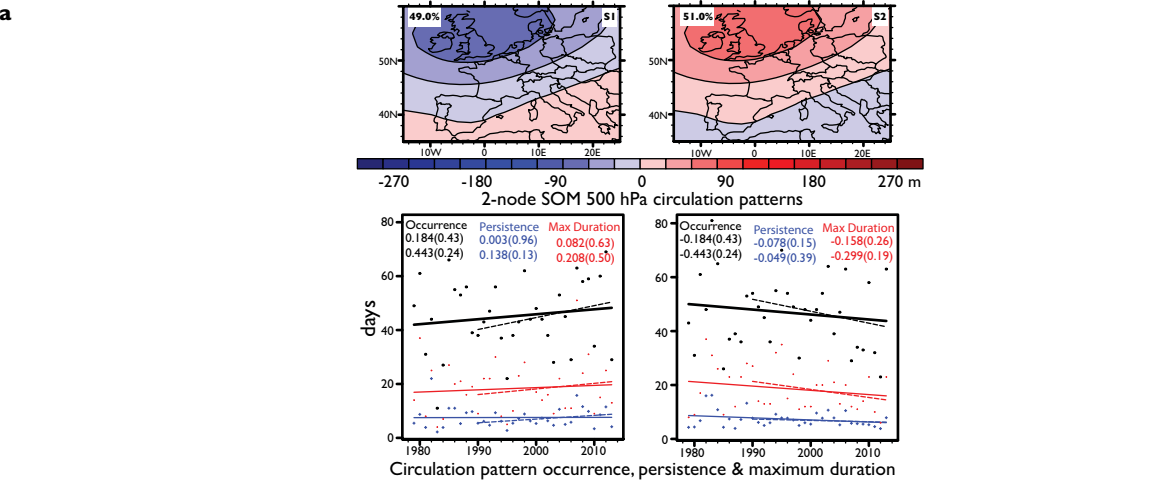 a
49.0%
S1
51.0%
S2
50N
40N
10W 0 10E 20E
50N
40N
10W 0 10E 20E
-270 -180 -90 0 90 180 270 m
2-node SOM 500 hPa circulation patterns
days
80
60
40
20
0
Occurrence Persistence Max Duration
0.184(0.43) 0.003(0.96) 0.082(0.63)
0.443(0.24) 0.138(0.13) 0.208(0.50)
1980 1990 2000 2010
80
60
40
20
0
Occurrence Persistence Max Duration
-0.184(0.43) -0.078(0.15) -0.158(0.26)
-0.443(0.24) -0.049(0.39) -0.299(0.19)
1980 1990 2000 2010
Circulation pattern occurrence, persistence & maximum duration